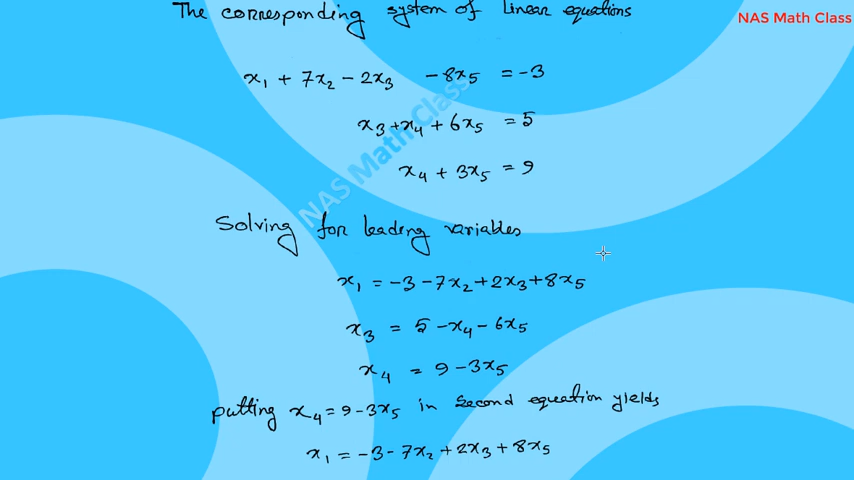 The corresponding system of linear equations
NAS Math Class
x₁ + 7x₂ - 2x₃ - 8x₅ = -3
x₃ + x₄ + 6x₅ = 5
x₄ + 3x₅ = 9
NAS Math Class
Solving for leading variables
x₁ = -3 - 7x₂ + 2x₃ + 8x₅
x₃ = 5 - x₄ - 6x₅
x₄ = 9 - 3x₅
putting x₄ = 9 - 3x₅ in second equation yields
x₁ = -3 - 7x₂ + 2x₃ + 8x₅